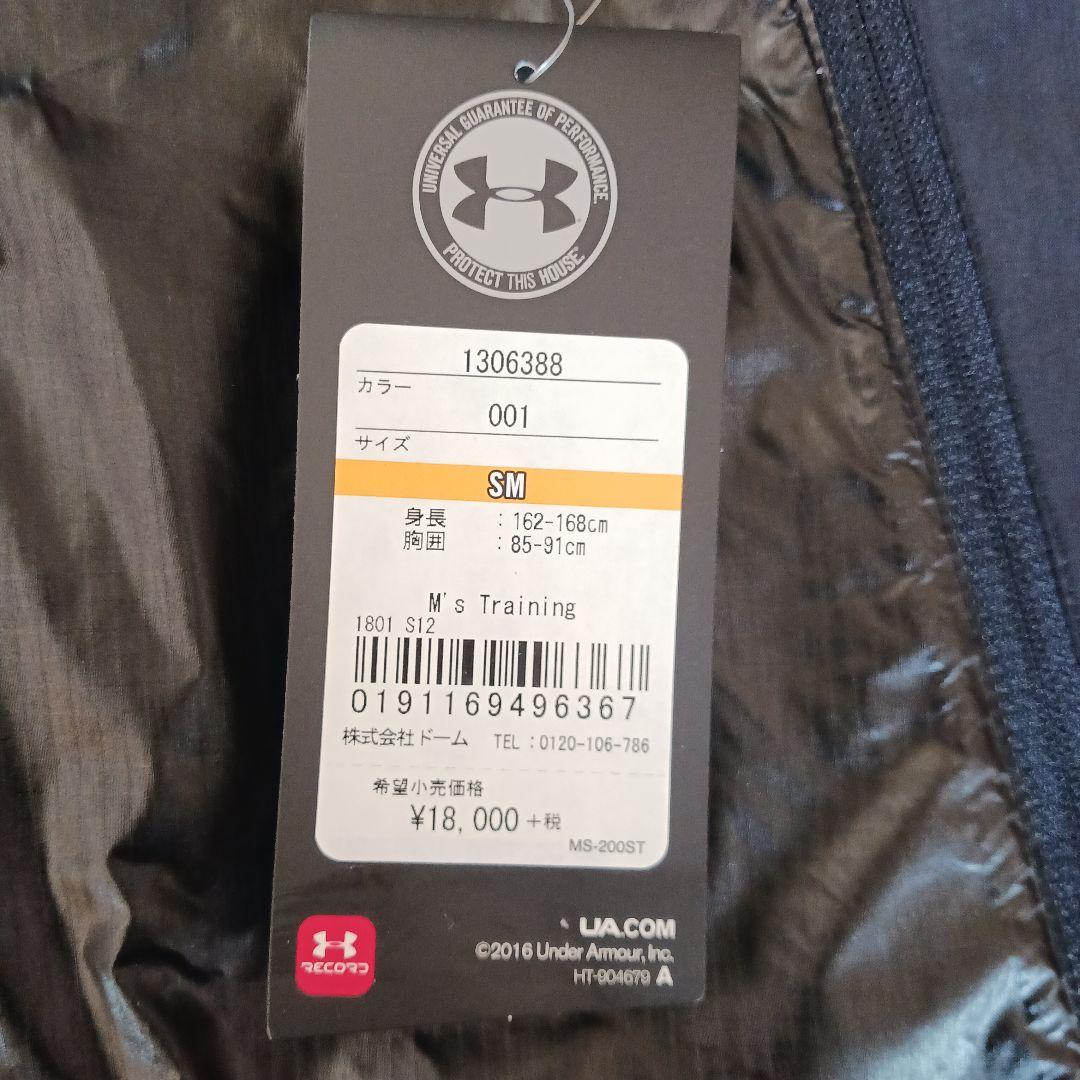 UNIVERSAL GUARANTEE OF PERFORMANCE.
PROTECT THIS HOUSE.
1306388
カラー
001
サイズ
SM
身長 : 162-168cm
胸囲 : 85-91cm
M's Training
1801 S12
0191169496367
株式会社ドーム TEL : 0120-106-786
希望小売価格
¥18,000 +税
MS-200ST
UA.COM
©2016 Under Armour, Inc.
HT-904679 A
RECORD